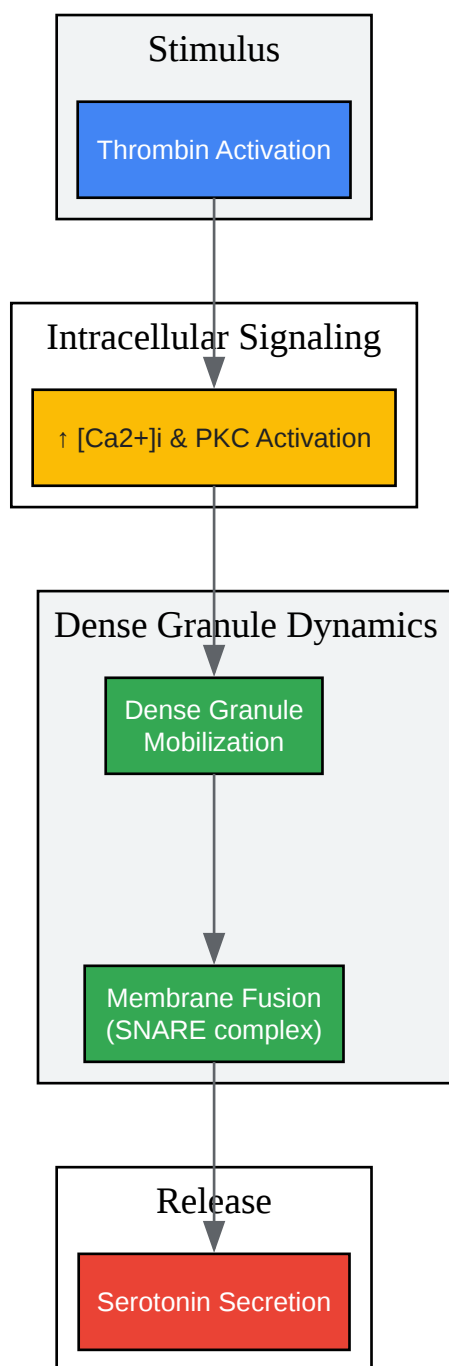 Stimulus
Thrombin Activation
Intracellular Signaling
↑ [Ca2+]i & PKC Activation
Dense Granule Dynamics
Dense Granule
Mobilization
Membrane Fusion
(SNARE complex)
Release
Serotonin Secretion